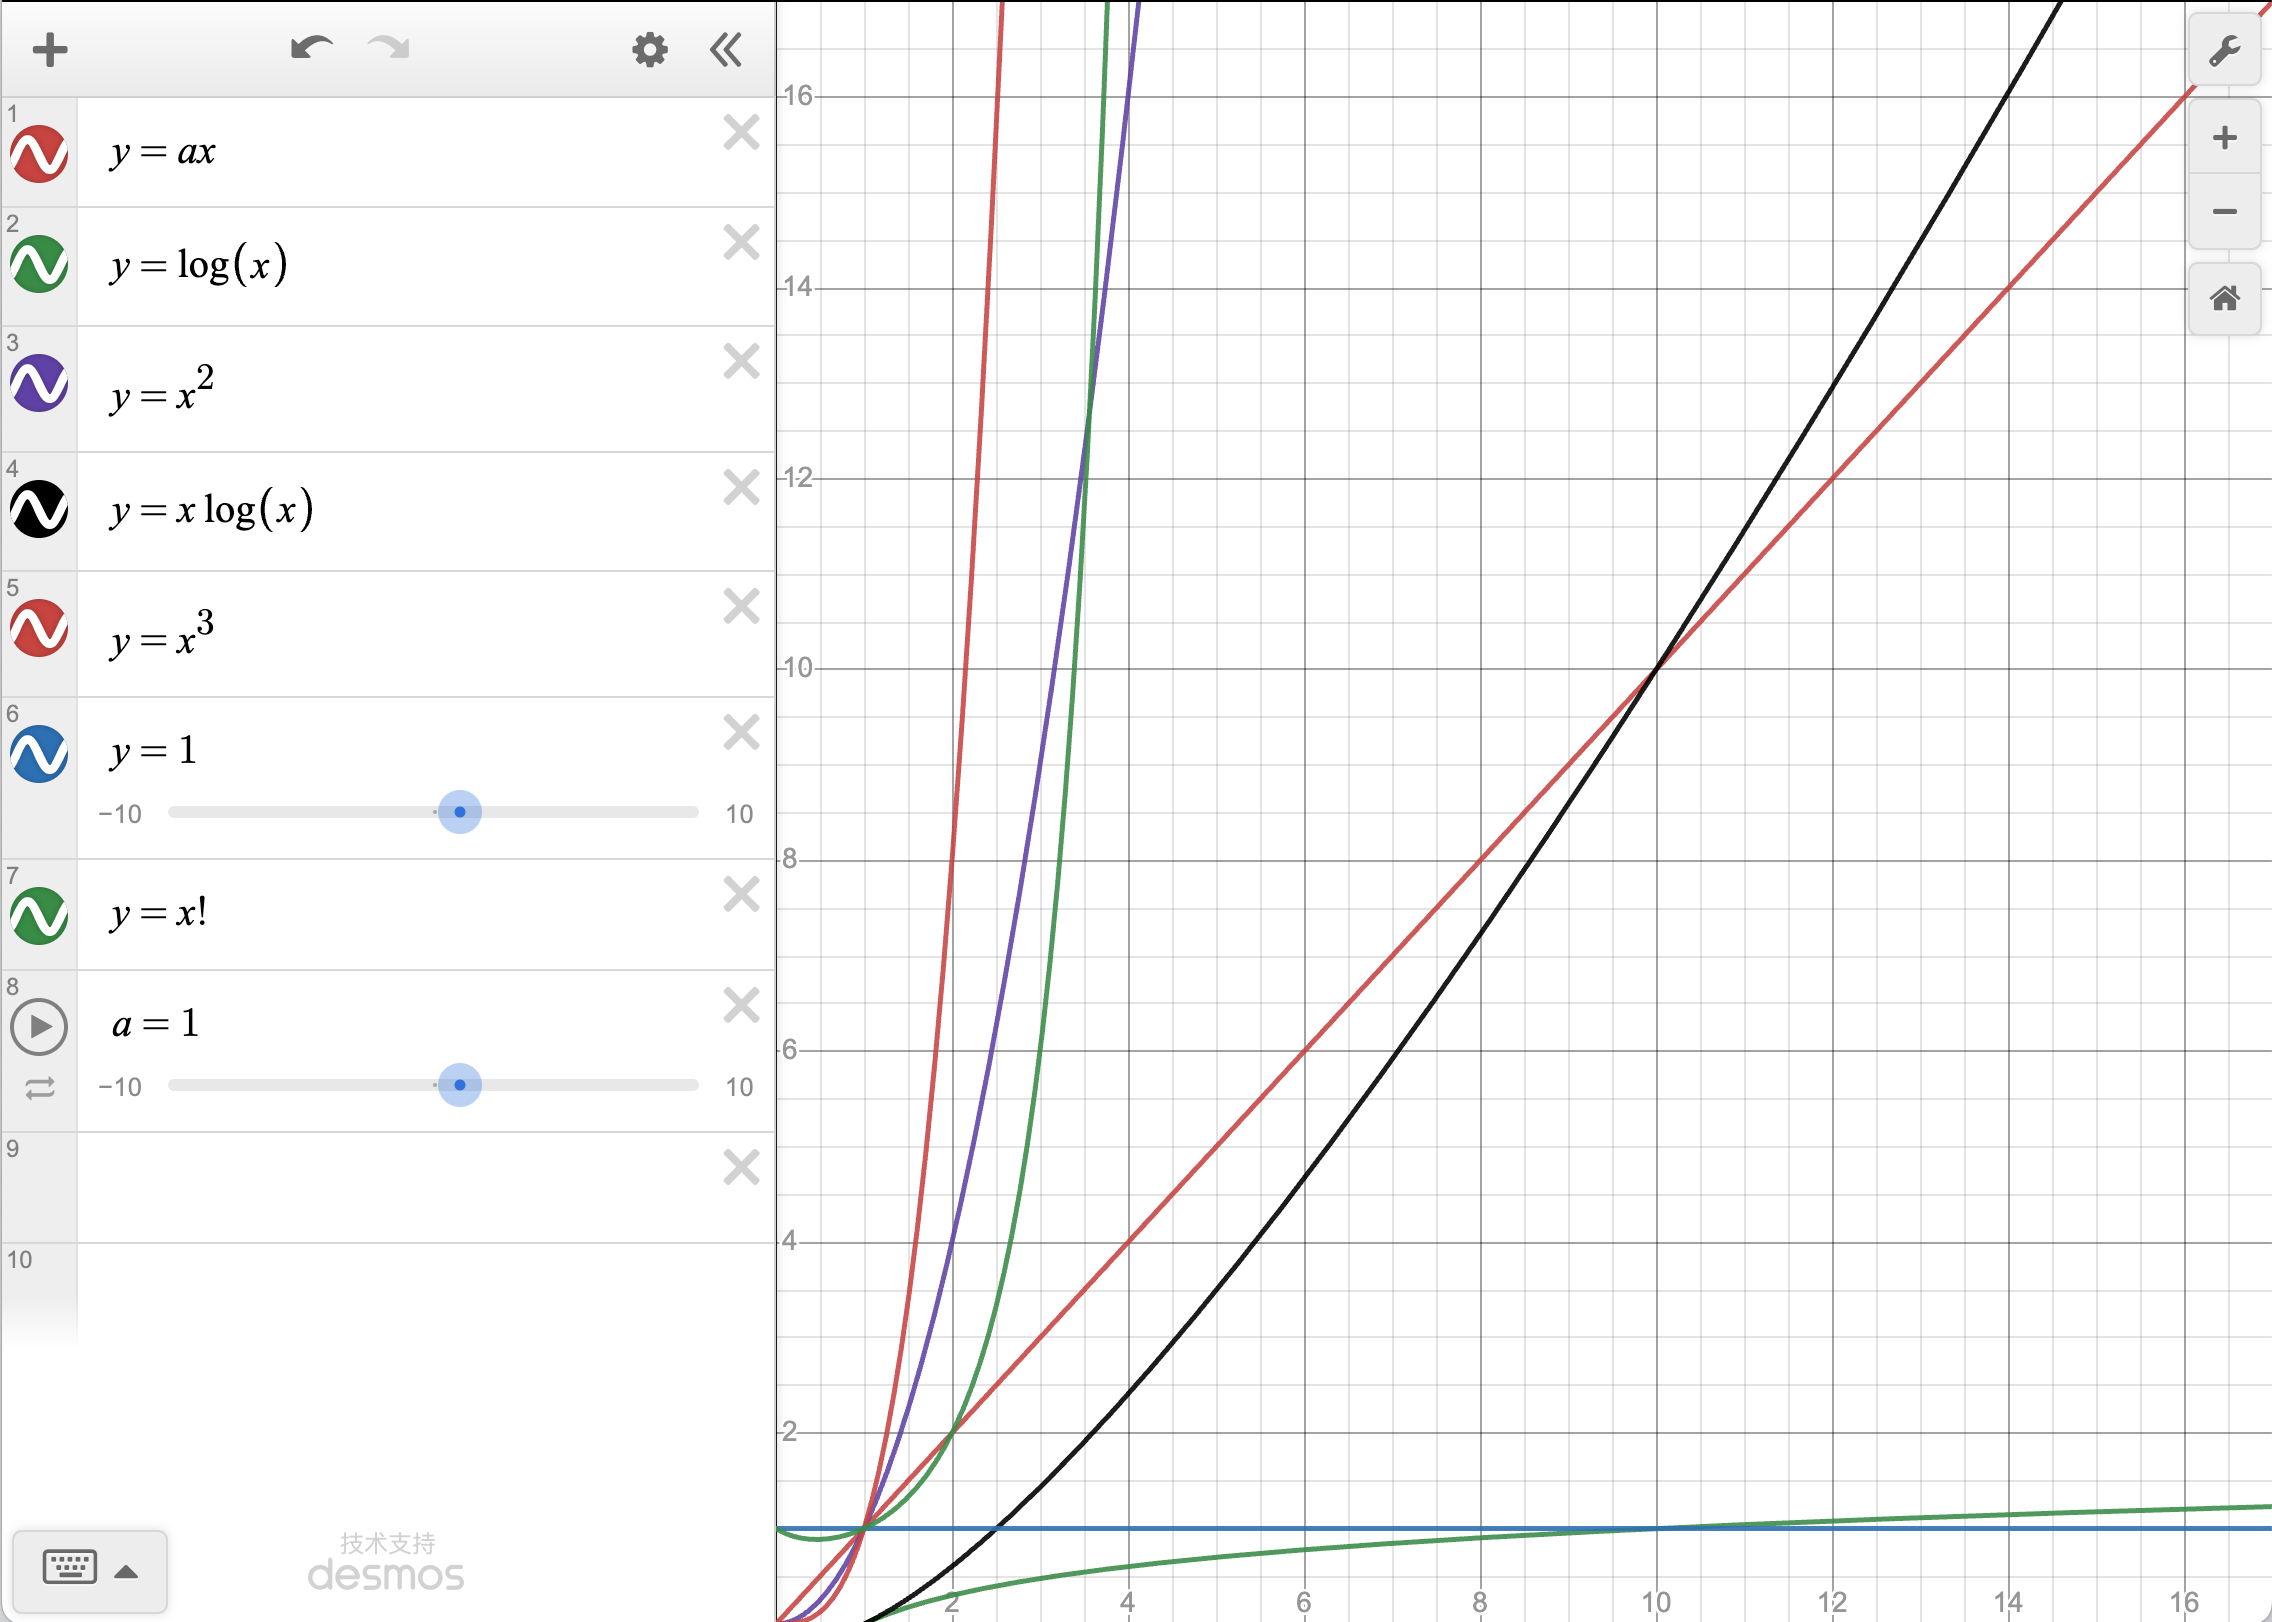 1
y = ax
2
y = log(x)
3
y = x²
4
y = x log(x)
5
y = x³
6
y = 1
−10 10
7
y = x!
8
a = 1
−10 10
9
10
技术支持
desmos
16
14
12
10
8
6
4
2
2 4 6 8 10 12 14 16